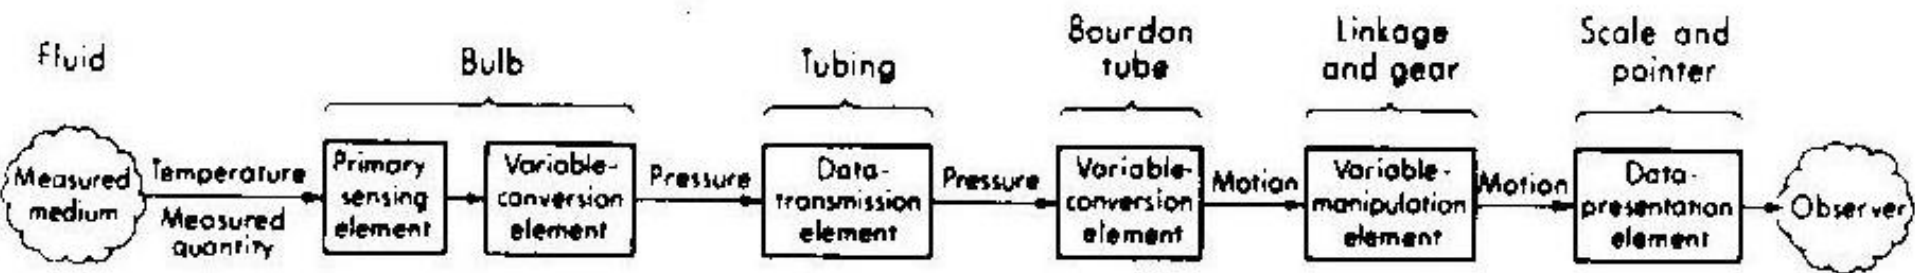 Fluid
Bulb
Tubing
Bourdon
tube
Linkage
and gear
Scale and
pointer
Measured
medium
Temperature
Measured
quantity
Primary
sensing
element
Variable-
conversion
element
Pressure
Data-
transmission
element
Pressure
Variable-
conversion
element
Motion
Variable-
manipulation
element
Motion
Data-
presentation
element
Observer